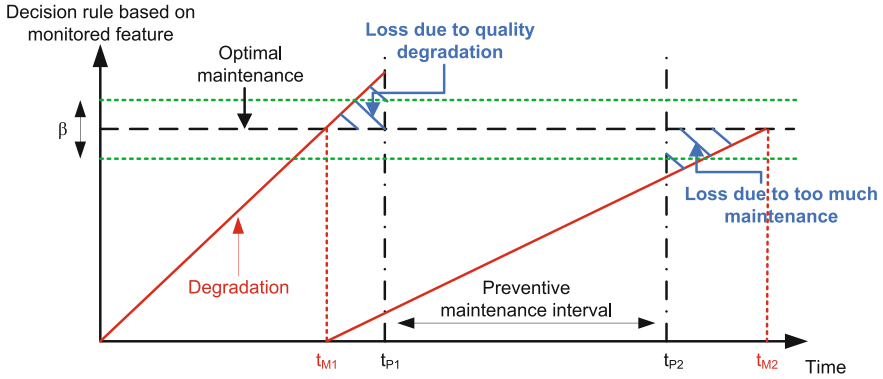 Decision rule based on
monitored feature
Optimal
maintenance
Loss due to quality
degradation
β
Loss due to too much
maintenance
Degradation
Preventive
maintenance interval
tM1
tP1
tP2
tM2
Time